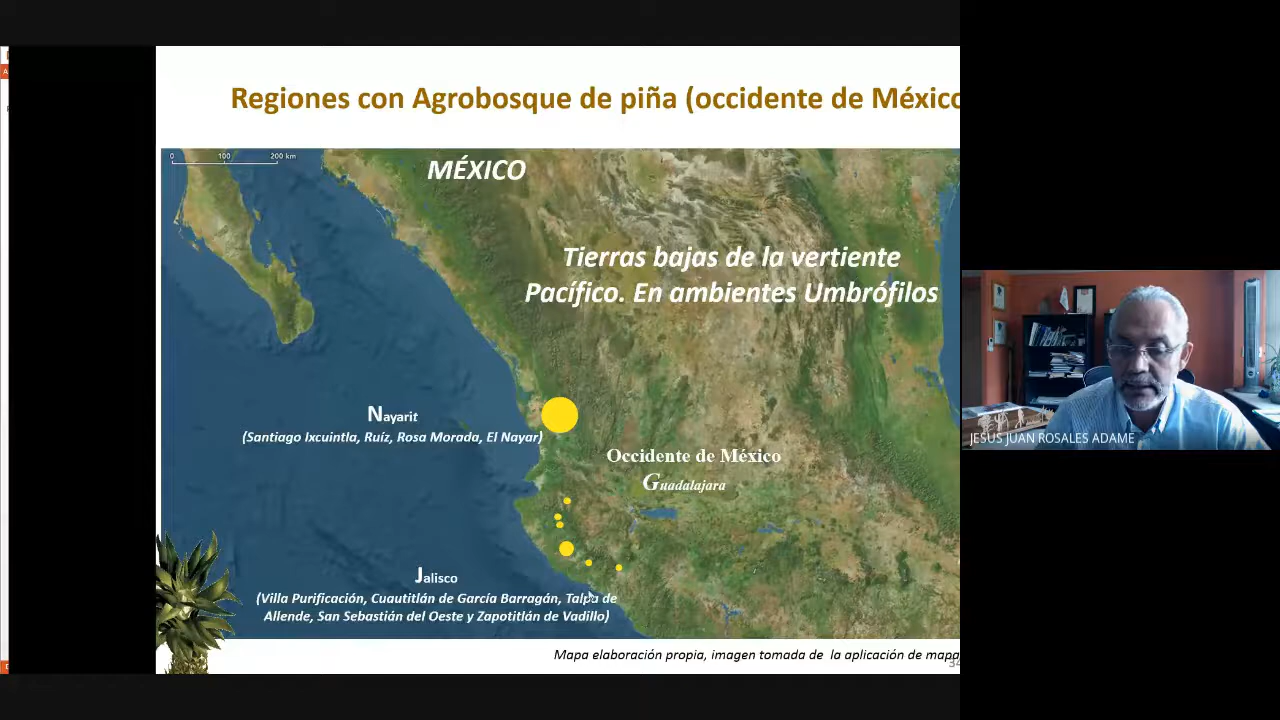 Regiones con Agrobosque de piña (occidente de México
0 100 200 km
MÉXICO
Tierras bajas de la vertiente
Pacífico. En ambientes Umbrófilos
Nayarit
(Santiago Ixcuintla, Ruíz, Rosa Morada, El Nayar)
Occidente de México
Guadalajara
Jalisco
(Villa Purificación, Cuautitlán de García Barragán, Talpa de
Allende, San Sebastián del Oeste y Zapotitlán de Vadillo)
Mapa elaboración propia, imagen tomada de la aplicación de mapa
34
JESUS JUAN ROSALES ADAME